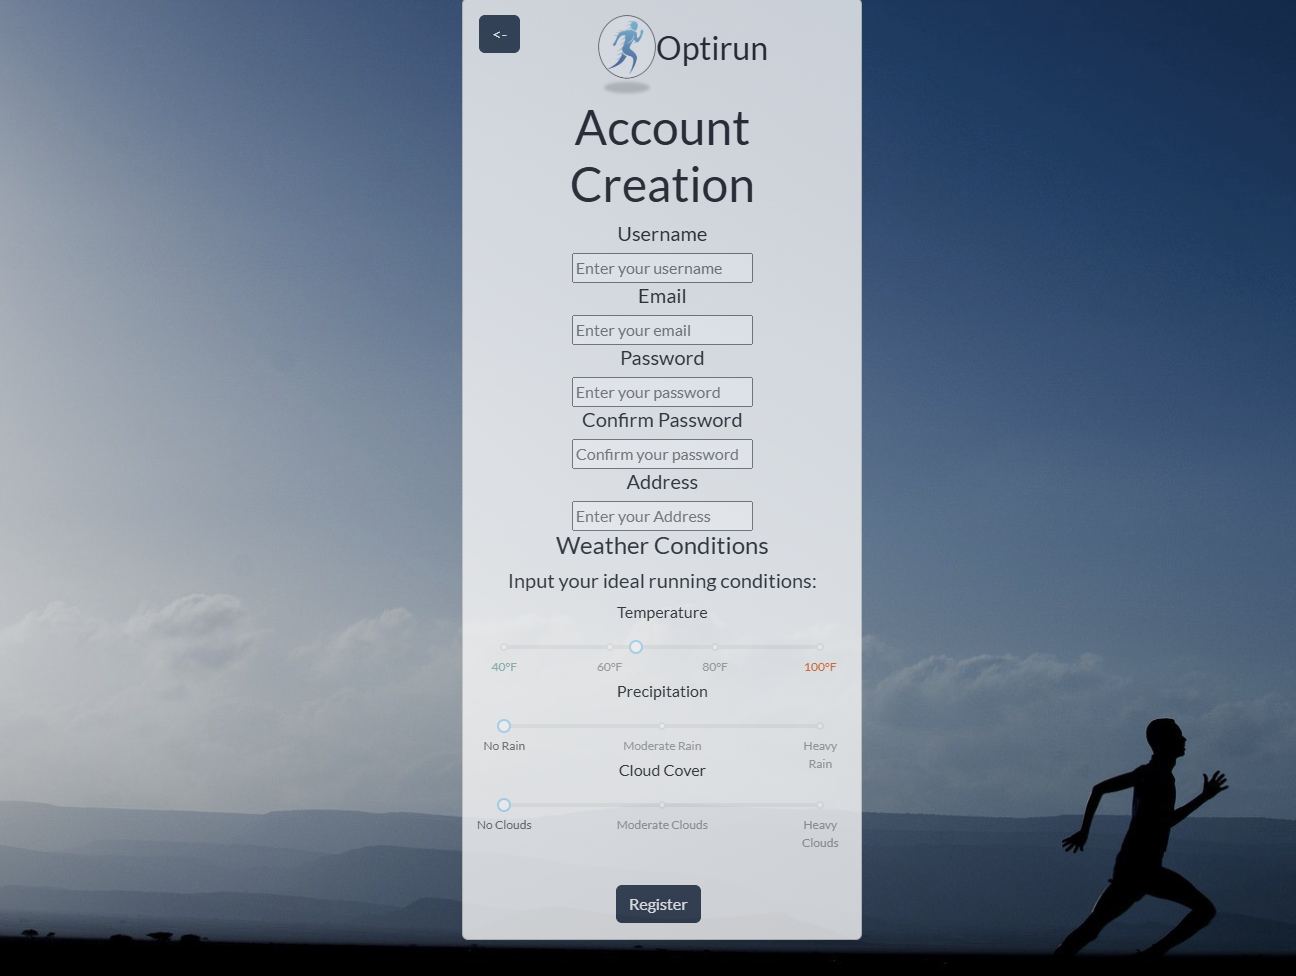 <-
Optirun
Account
Creation
Username
Enter your username
Email
Enter your email
Password
Enter your password
Confirm Password
Confirm your password
Address
Enter your Address
Weather Conditions
Input your ideal running conditions:
Temperature
40°F 60°F 80°F 100°F
Precipitation
No Rain Moderate Rain Heavy
Rain
Cloud Cover
No Clouds Moderate Clouds Heavy
Clouds
Register